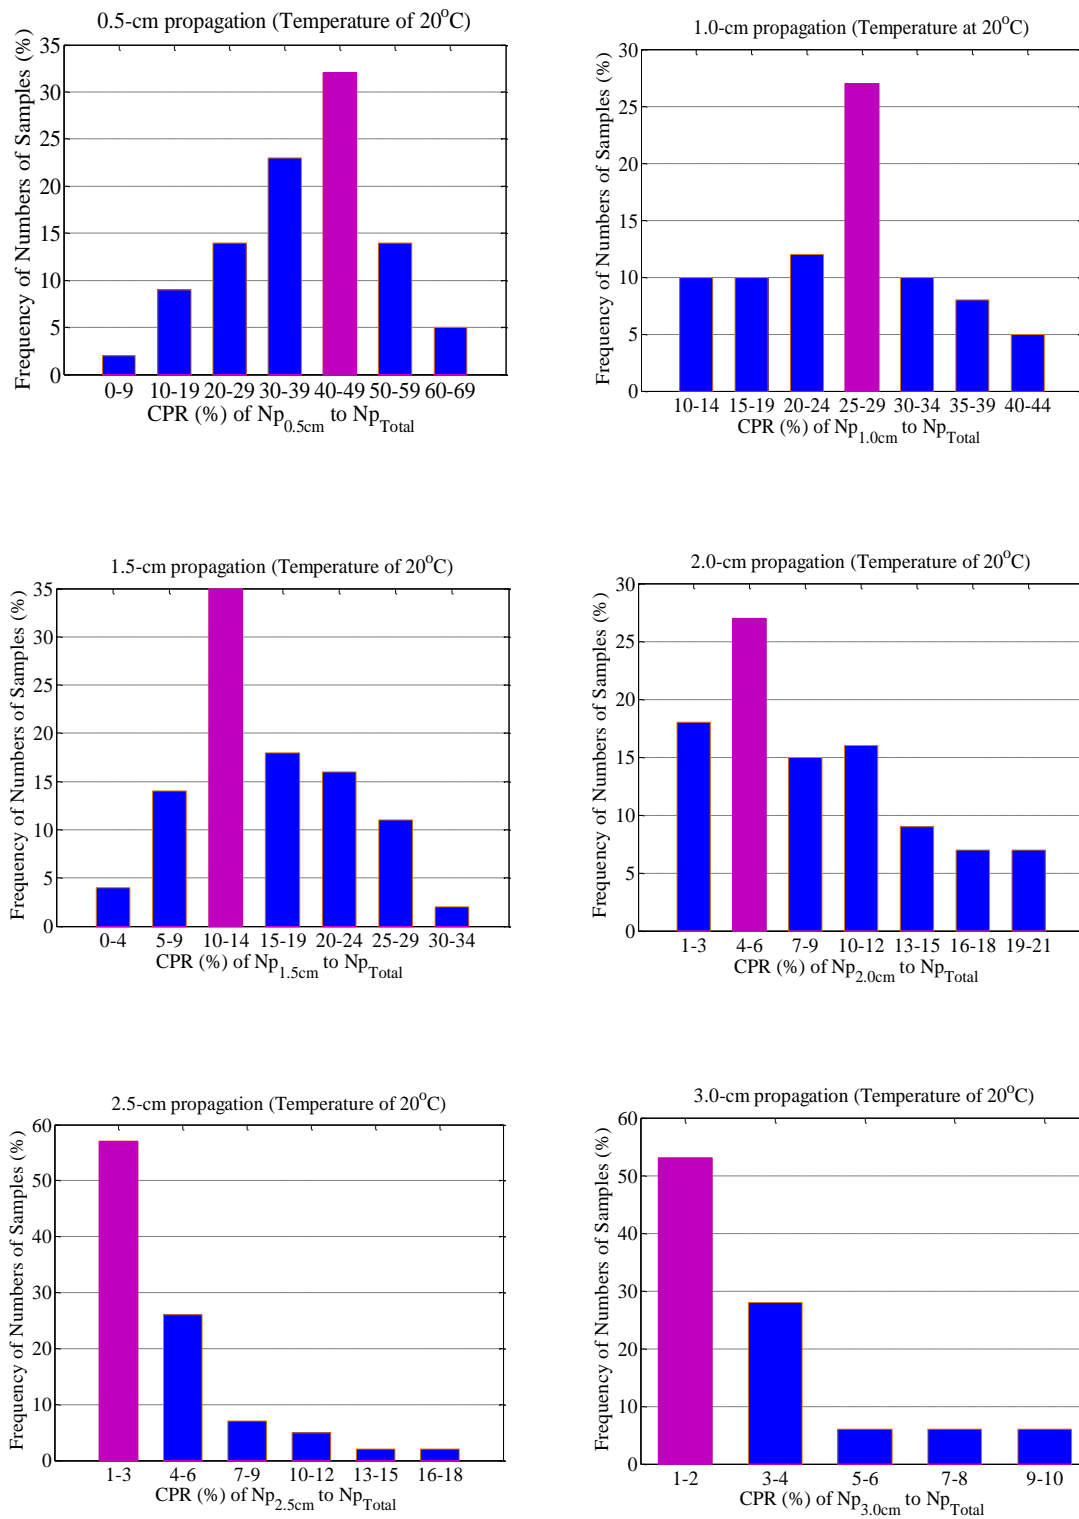 0.5-cm propagation (Temperature of 20°C)
Frequency of Numbers of Samples (%)
35
30
25
20
15
10
5
0
0-9 10-19 20-29 30-39 40-49 50-59 60-69
CPR (%) of Np0.5cm to NpTotal
1.0-cm propagation (Temperature at 20°C)
Frequency of Numbers of Samples (%)
30
25
20
15
10
5
0
10-14 15-19 20-24 25-29 30-34 35-39 40-44
CPR (%) of Np1.0cm to NpTotal
1.5-cm propagation (Temperature of 20°C)
Frequency of Numbers of Samples (%)
35
30
25
20
15
10
5
0
0-4 5-9 10-14 15-19 20-24 25-29 30-34
CPR (%) of Np1.5cm to NpTotal
2.0-cm propagation (Temperature of 20°C)
Frequency of Numbers of Samples (%)
30
25
20
15
10
5
0
1-3 4-6 7-9 10-12 13-15 16-18 19-21
CPR (%) of Np2.0cm to NpTotal
2.5-cm propagation (Temperature of 20°C)
Frequency of Numbers of Samples (%)
60
50
40
30
20
10
0
1-3 4-6 7-9 10-12 13-15 16-18
CPR (%) of Np2.5cm to NpTotal
3.0-cm propagation (Temperature of 20°C)
Frequency of Numbers of Samples (%)
60
50
40
30
20
10
0
1-2 3-4 5-6 7-8 9-10
CPR (%) of Np3.0cm to NpTotal